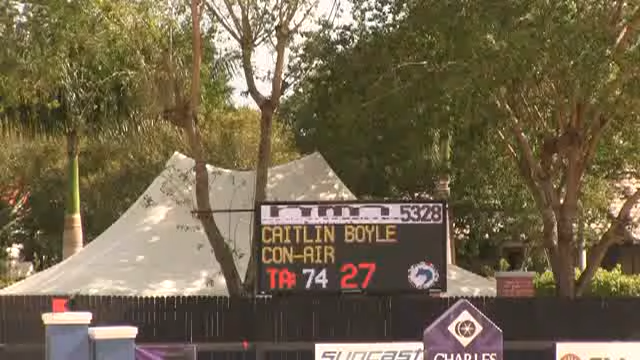 5328
CAITLIN BOYLE
CON-AIR
TA: 74 27
SUNCAST
CHARLES